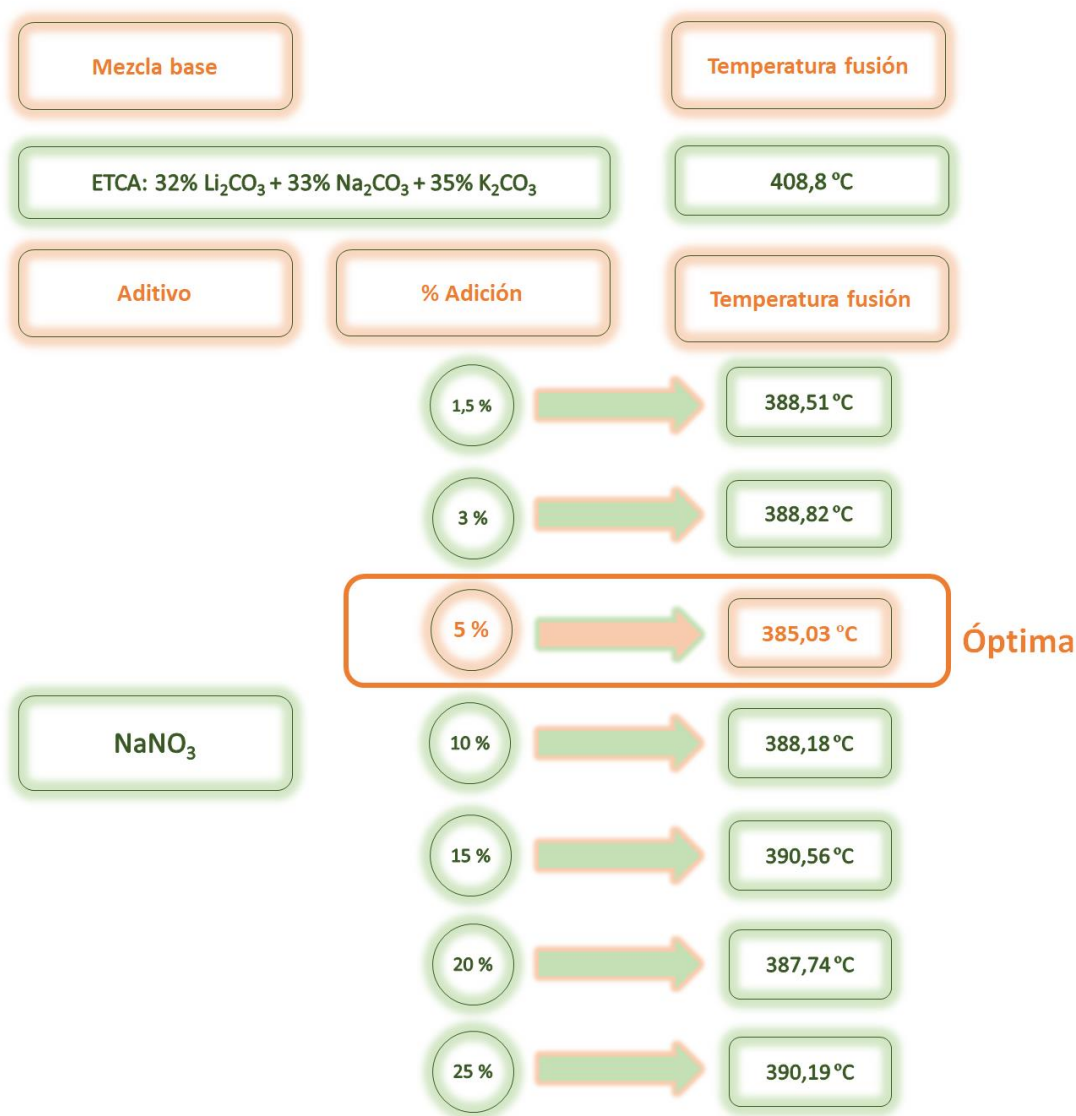 Mezcla base
Temperatura fusión
ETCA: 32% Li₂CO₃ + 33% Na₂CO₃ + 35% K₂CO₃
408,8 ºC
Aditivo
% Adición
Temperatura fusión
1,5 %
388,51 ºC
3 %
388,82 ºC
5 %
385,03 ºC
Óptima
NaNO₃
10 %
388,18 ºC
15 %
390,56 ºC
20 %
387,74 ºC
25 %
390,19 ºC